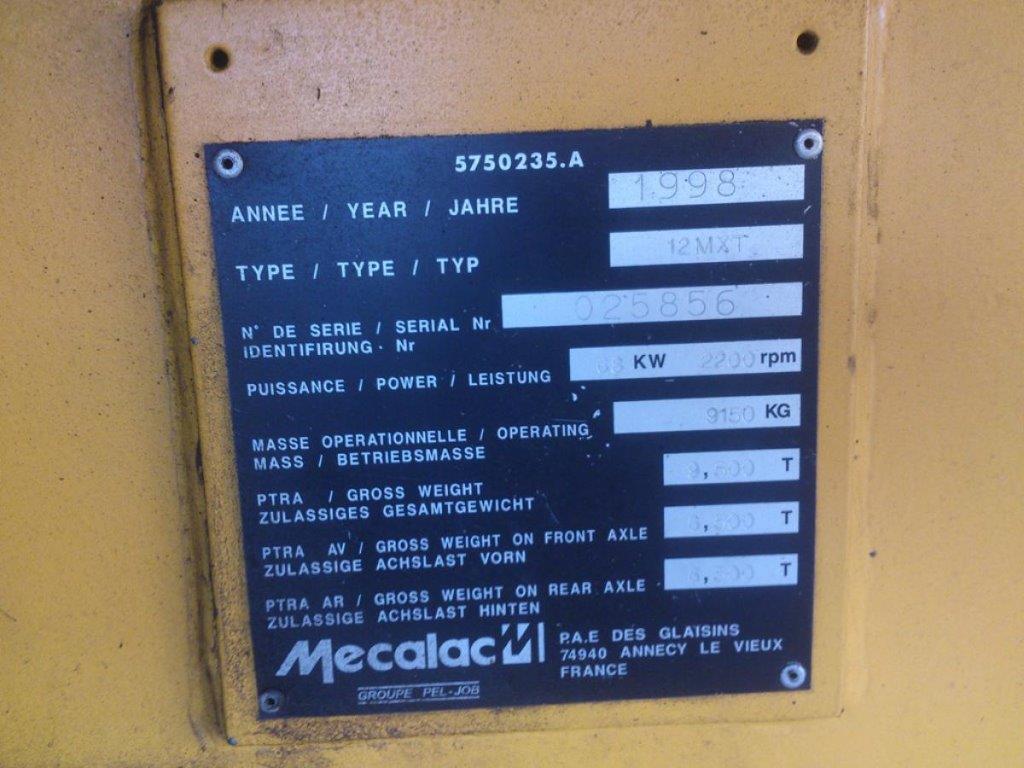 5750235.A
ANNEE / YEAR / JAHRE 1998
TYPE / TYPE / TYP 12MXT
N° DE SERIE / SERIAL Nr 025856
IDENTIFIRUNG · Nr
PUISSANCE / POWER / LEISTUNG KW 2200 rpm
MASSE OPERATIONNELLE / OPERATING 9150 KG
MASS / BETRIEBSMASSE
PTRA / GROSS WEIGHT T
ZULASSIGES GESAMTGEWICHT
PTRA AV / GROSS WEIGHT ON FRONT AXLE T
ZULASSIGE ACHSLAST VORN
PTRA AR / GROSS WEIGHT ON REAR AXLE T
ZULASSIGE ACHSLAST HINTEN
Mecalac
GROUPE PEL-JOB
P.A.E DES GLAISINS
74940 ANNECY LE VIEUX
FRANCE